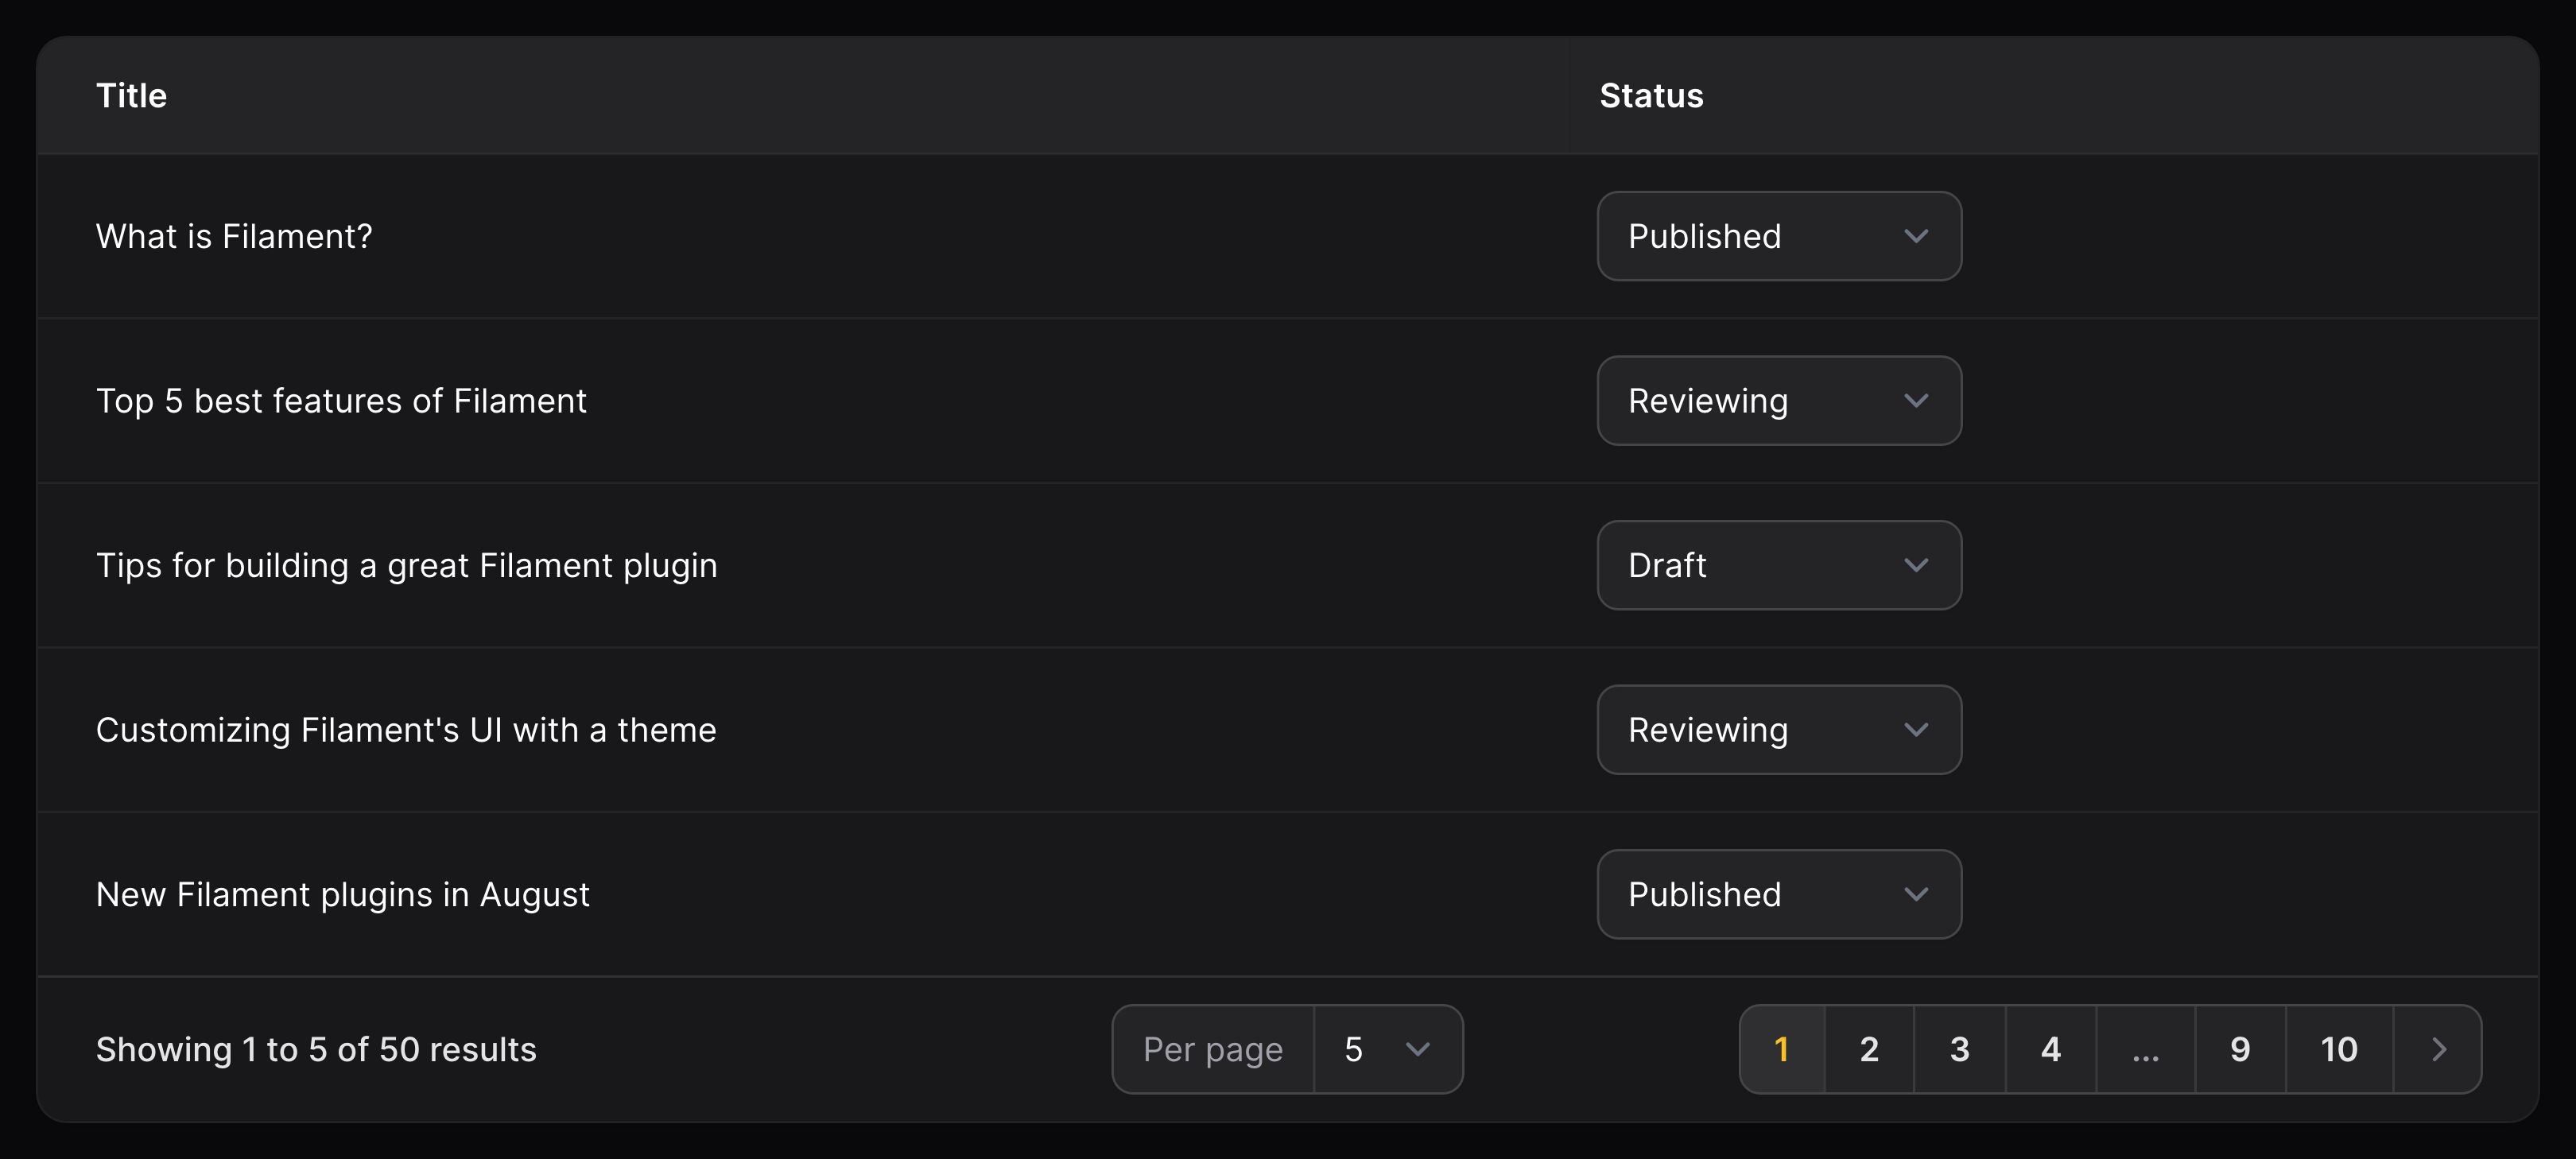 Title Status
What is Filament? Published
Top 5 best features of Filament Reviewing
Tips for building a great Filament plugin Draft
Customizing Filament's UI with a theme Reviewing
New Filament plugins in August Published
Showing 1 to 5 of 50 results Per page 5 1 2 3 4 ... 9 10